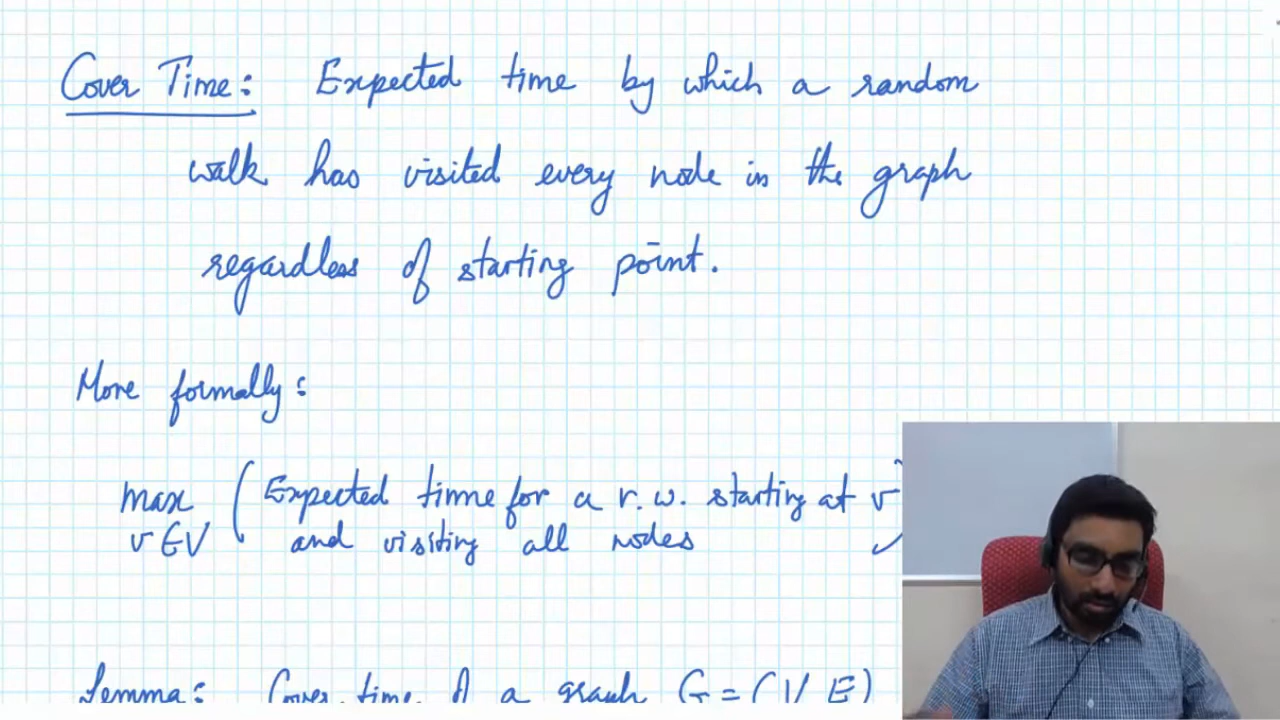 Cover Time: Expected time by which a random
walk has visited every node in the graph
regardless of starting point.
More formally:
max ( Expected time for a r.w. starting at v )
v ∈ V and visiting all nodes
Lemma: Cover time of a graph G = (V, E)